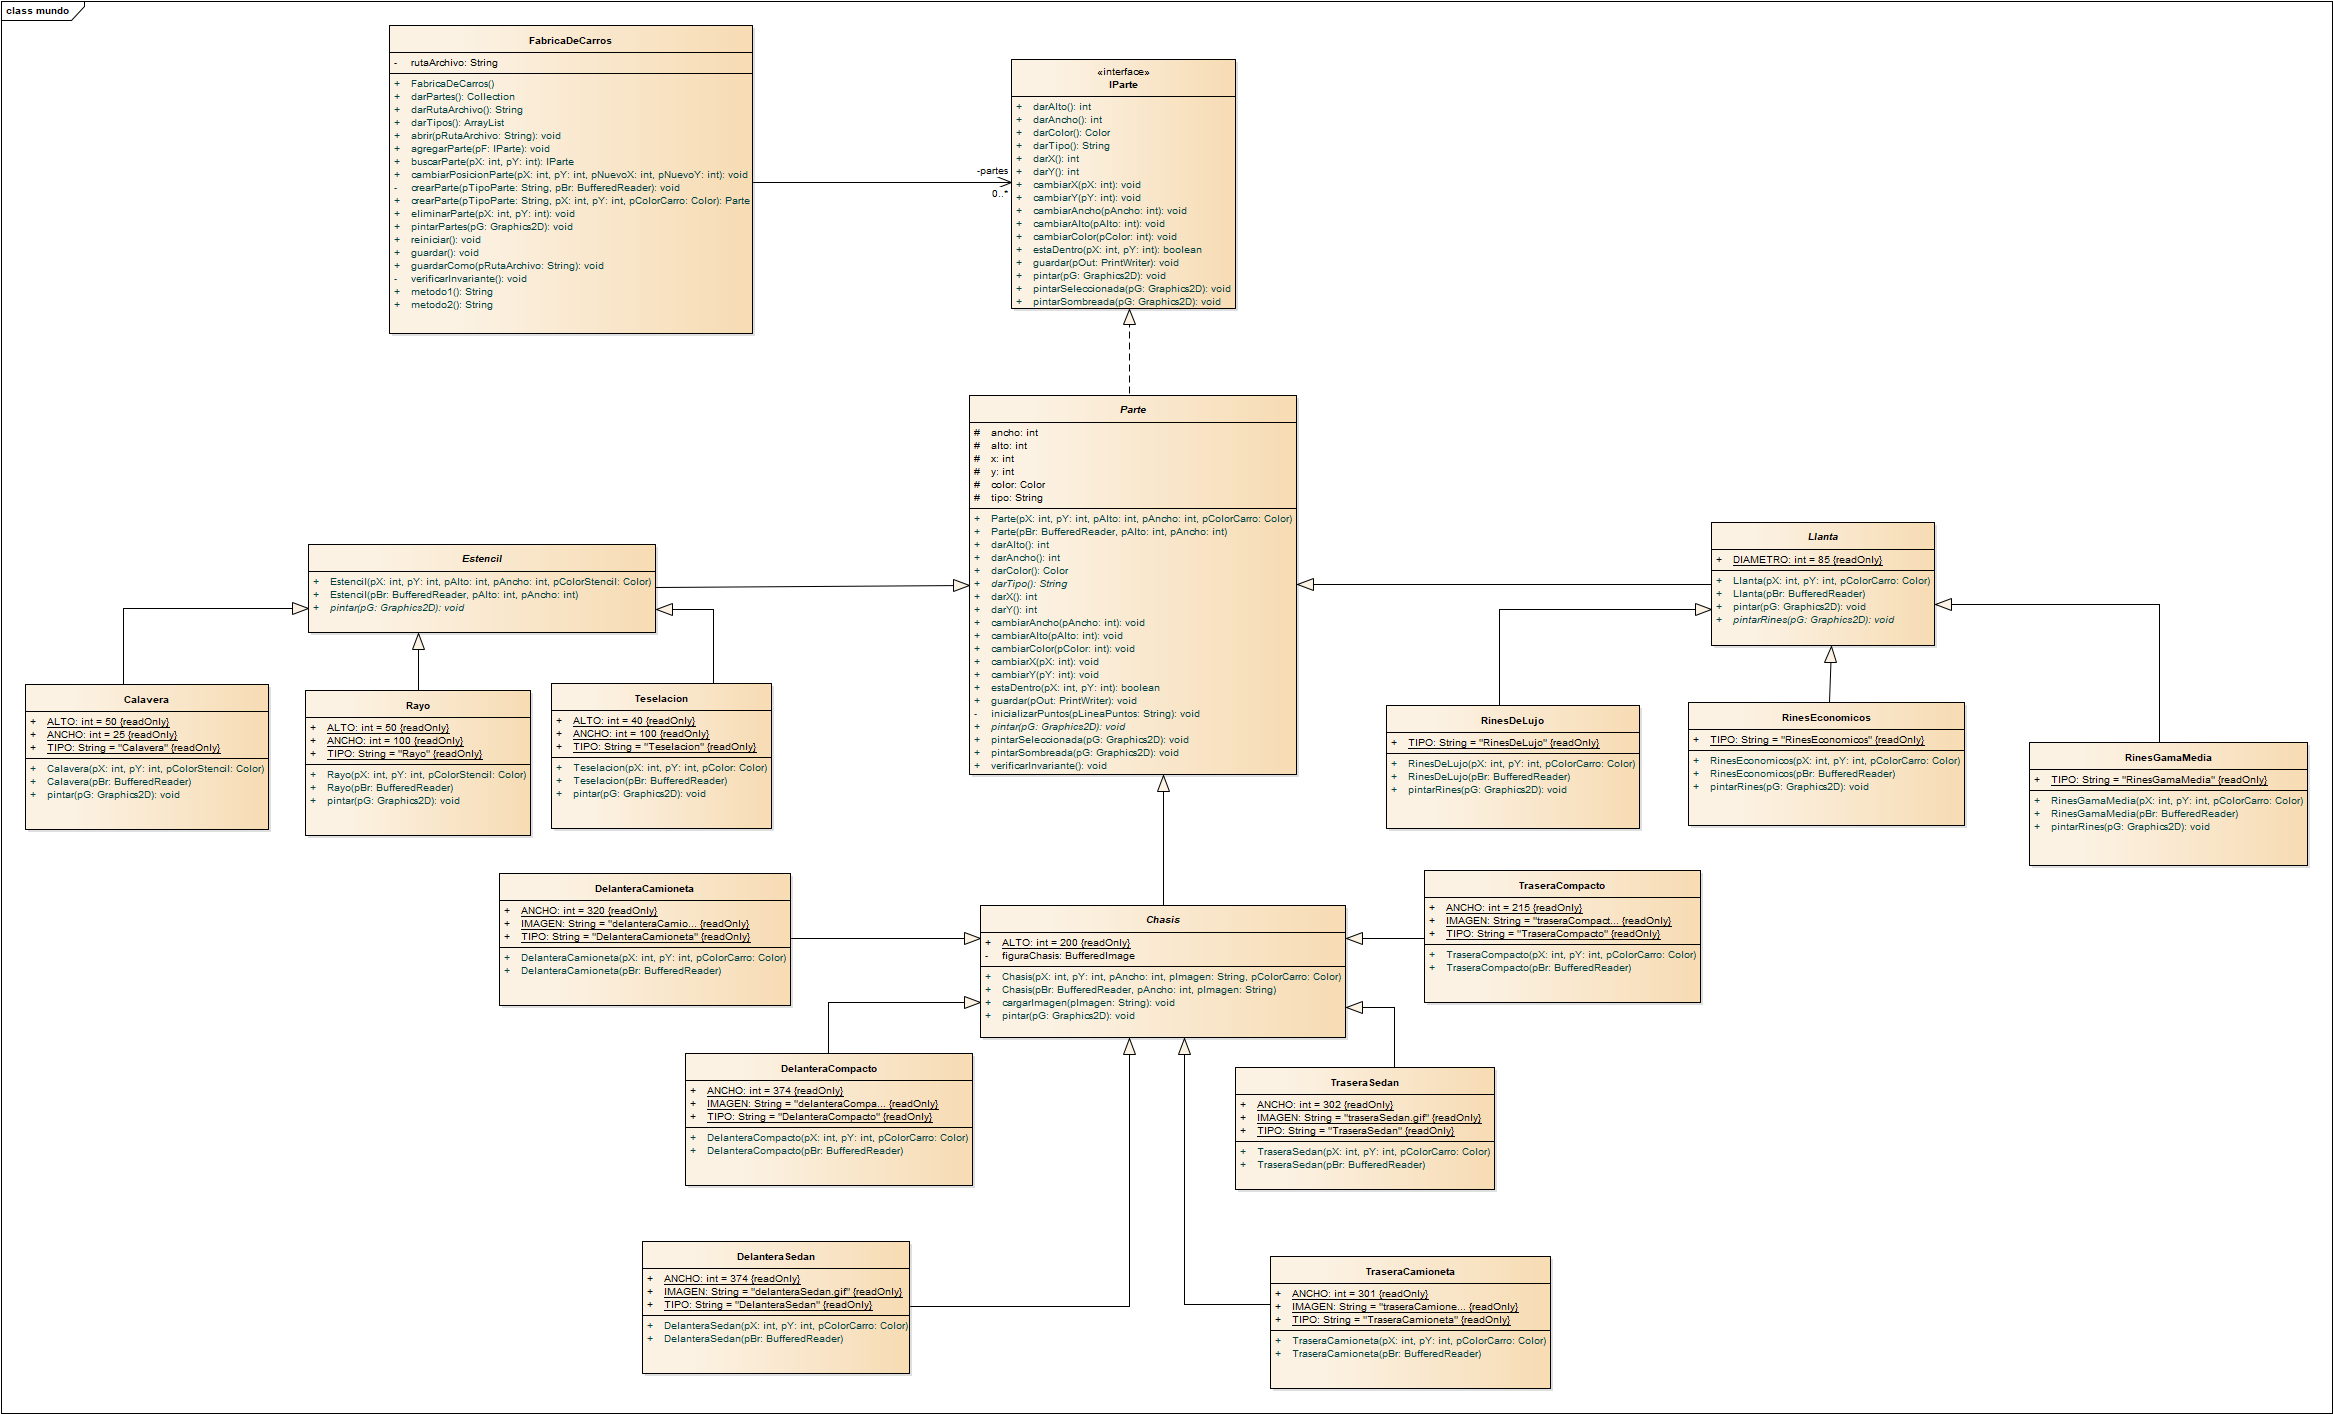 class mundo
FabricaDeCarros
- rutaArchivo: String
+ FabricaDeCarros()
+ darPartes(): Collection
+ darRutaArchivo(): String
+ darTipos(): ArrayList
+ abrir(pRutaArchivo: String): void
+ agregarParte(pF: IParte): void
+ buscarParte(pX: int, pY: int): IParte
+ cambiarPosicionParte(pX: int, pY: int, pNuevoX: int, pNuevoY: int): void
- crearParte(pTipoParte: String, pBr: BufferedReader): void
+ crearParte(pTipoParte: String, pX: int, pY: int, pColorCarro: Color): Parte
+ eliminarParte(pX: int, pY: int): void
+ pintarPartes(pG: Graphics2D): void
+ reiniciar(): void
+ guardar(): void
+ guardarComo(pRutaArchivo: String): void
- verificarInvariante(): void
+ metodo1(): String
+ metodo2(): String
-partes
0..*
«interface»
IParte
+ darAlto(): int
+ darAncho(): int
+ darColor(): Color
+ darTipo(): String
+ darX(): int
+ darY(): int
+ cambiarX(pX: int): void
+ cambiarY(pY: int): void
+ cambiarAncho(pAncho: int): void
+ cambiarAlto(pAlto: int): void
+ cambiarColor(pColor: int): void
+ estaDentro(pX: int, pY: int): boolean
+ guardar(pOut: PrintWriter): void
+ pintar(pG: Graphics2D): void
+ pintarSeleccionada(pG: Graphics2D): void
+ pintarSombreada(pG: Graphics2D): void
Parte
# ancho: int
# alto: int
# x: int
# y: int
# color: Color
# tipo: String
+ Parte(pX: int, pY: int, pAlto: int, pAncho: int, pColorCarro: Color)
+ Parte(pBr: BufferedReader, pAlto: int, pAncho: int)
+ darAlto(): int
+ darAncho(): int
+ darColor(): Color
+ darTipo(): String
+ darX(): int
+ darY(): int
+ cambiarAncho(pAncho: int): void
+ cambiarAlto(pAlto: int): void
+ cambiarColor(pColor: int): void
+ cambiarX(pX: int): void
+ cambiarY(pY: int): void
+ estaDentro(pX: int, pY: int): boolean
+ guardar(pOut: PrintWriter): void
- inicializarPuntos(pLineaPuntos: String): void
+ pintar(pG: Graphics2D): void
+ pintarSeleccionada(pG: Graphics2D): void
+ pintarSombreada(pG: Graphics2D): void
+ verificarInvariante(): void
Estencil
+ Estencil(pX: int, pY: int, pAlto: int, pAncho: int, pColorStencil: Color)
+ Estencil(pBr: BufferedReader, pAlto: int, pAncho: int)
+ pintar(pG: Graphics2D): void
Llanta
+ DIAMETRO: int = 85 {readOnly}
+ Llanta(pX: int, pY: int, pColorCarro: Color)
+ Llanta(pBr: BufferedReader)
+ pintar(pG: Graphics2D): void
+ pintarRines(pG: Graphics2D): void
Calavera
+ ALTO: int = 50 {readOnly}
+ ANCHO: int = 25 {readOnly}
+ TIPO: String = "Calavera" {readOnly}
+ Calavera(pX: int, pY: int, pColorStencil: Color)
+ Calavera(pBr: BufferedReader)
+ pintar(pG: Graphics2D): void
Rayo
+ ALTO: int = 50 {readOnly}
+ ANCHO: int = 100 {readOnly}
+ TIPO: String = "Rayo" {readOnly}
+ Rayo(pX: int, pY: int, pColorStencil: Color)
+ Rayo(pBr: BufferedReader)
+ pintar(pG: Graphics2D): void
Teselacion
+ ALTO: int = 40 {readOnly}
+ ANCHO: int = 100 {readOnly}
+ TIPO: String = "Teselacion" {readOnly}
+ Teselacion(pX: int, pY: int, pColor: Color)
+ Teselacion(pBr: BufferedReader)
+ pintar(pG: Graphics2D): void
RinesDeLujo
+ TIPO: String = "RinesDeLujo" {readOnly}
+ RinesDeLujo(pX: int, pY: int, pColorCarro: Color)
+ RinesDeLujo(pBr: BufferedReader)
+ pintarRines(pG: Graphics2D): void
RinesEconomicos
+ TIPO: String = "RinesEconomicos" {readOnly}
+ RinesEconomicos(pX: int, pY: int, pColorCarro: Color)
+ RinesEconomicos(pBr: BufferedReader)
+ pintarRines(pG: Graphics2D): void
RinesGamaMedia
+ TIPO: String = "RinesGamaMedia" {readOnly}
+ RinesGamaMedia(pX: int, pY: int, pColorCarro: Color)
+ RinesGamaMedia(pBr: BufferedReader)
+ pintarRines(pG: Graphics2D): void
DelanteraCamioneta
+ ANCHO: int = 320 {readOnly}
+ IMAGEN: String = "delanteraCamio... {readOnly}
+ TIPO: String = "DelanteraCamioneta" {readOnly}
+ DelanteraCamioneta(pX: int, pY: int, pColorCarro: Color)
+ DelanteraCamioneta(pBr: BufferedReader)
Chasis
+ ALTO: int = 200 {readOnly}
- figuraChasis: BufferedImage
+ Chasis(pX: int, pY: int, pAncho: int, pImagen: String, pColorCarro: Color)
+ Chasis(pBr: BufferedReader, pAncho: int, pImagen: String)
+ cargarImagen(pImagen: String): void
+ pintar(pG: Graphics2D): void
TraseraCompacto
+ ANCHO: int = 215 {readOnly}
+ IMAGEN: String = "traseraCompact... {readOnly}
+ TIPO: String = "TraseraCompacto" {readOnly}
+ TraseraCompacto(pX: int, pY: int, pColorCarro: Color)
+ TraseraCompacto(pBr: BufferedReader)
DelanteraCompacto
+ ANCHO: int = 374 {readOnly}
+ IMAGEN: String = "delanteraCompa... {readOnly}
+ TIPO: String = "DelanteraCompacto" {readOnly}
+ DelanteraCompacto(pX: int, pY: int, pColorCarro: Color)
+ DelanteraCompacto(pBr: BufferedReader)
TraseraSedan
+ ANCHO: int = 302 {readOnly}
+ IMAGEN: String = "traseraSedan.gif" {readOnly}
+ TIPO: String = "TraseraSedan" {readOnly}
+ TraseraSedan(pX: int, pY: int, pColorCarro: Color)
+ TraseraSedan(pBr: BufferedReader)
DelanteraSedan
+ ANCHO: int = 374 {readOnly}
+ IMAGEN: String = "delanteraSedan.gif" {readOnly}
+ TIPO: String = "DelanteraSedan" {readOnly}
+ DelanteraSedan(pX: int, pY: int, pColorCarro: Color)
+ DelanteraSedan(pBr: BufferedReader)
TraseraCamioneta
+ ANCHO: int = 301 {readOnly}
+ IMAGEN: String = "traseraCamione... {readOnly}
+ TIPO: String = "TraseraCamioneta" {readOnly}
+ TraseraCamioneta(pX: int, pY: int, pColorCarro: Color)
+ TraseraCamioneta(pBr: BufferedReader)